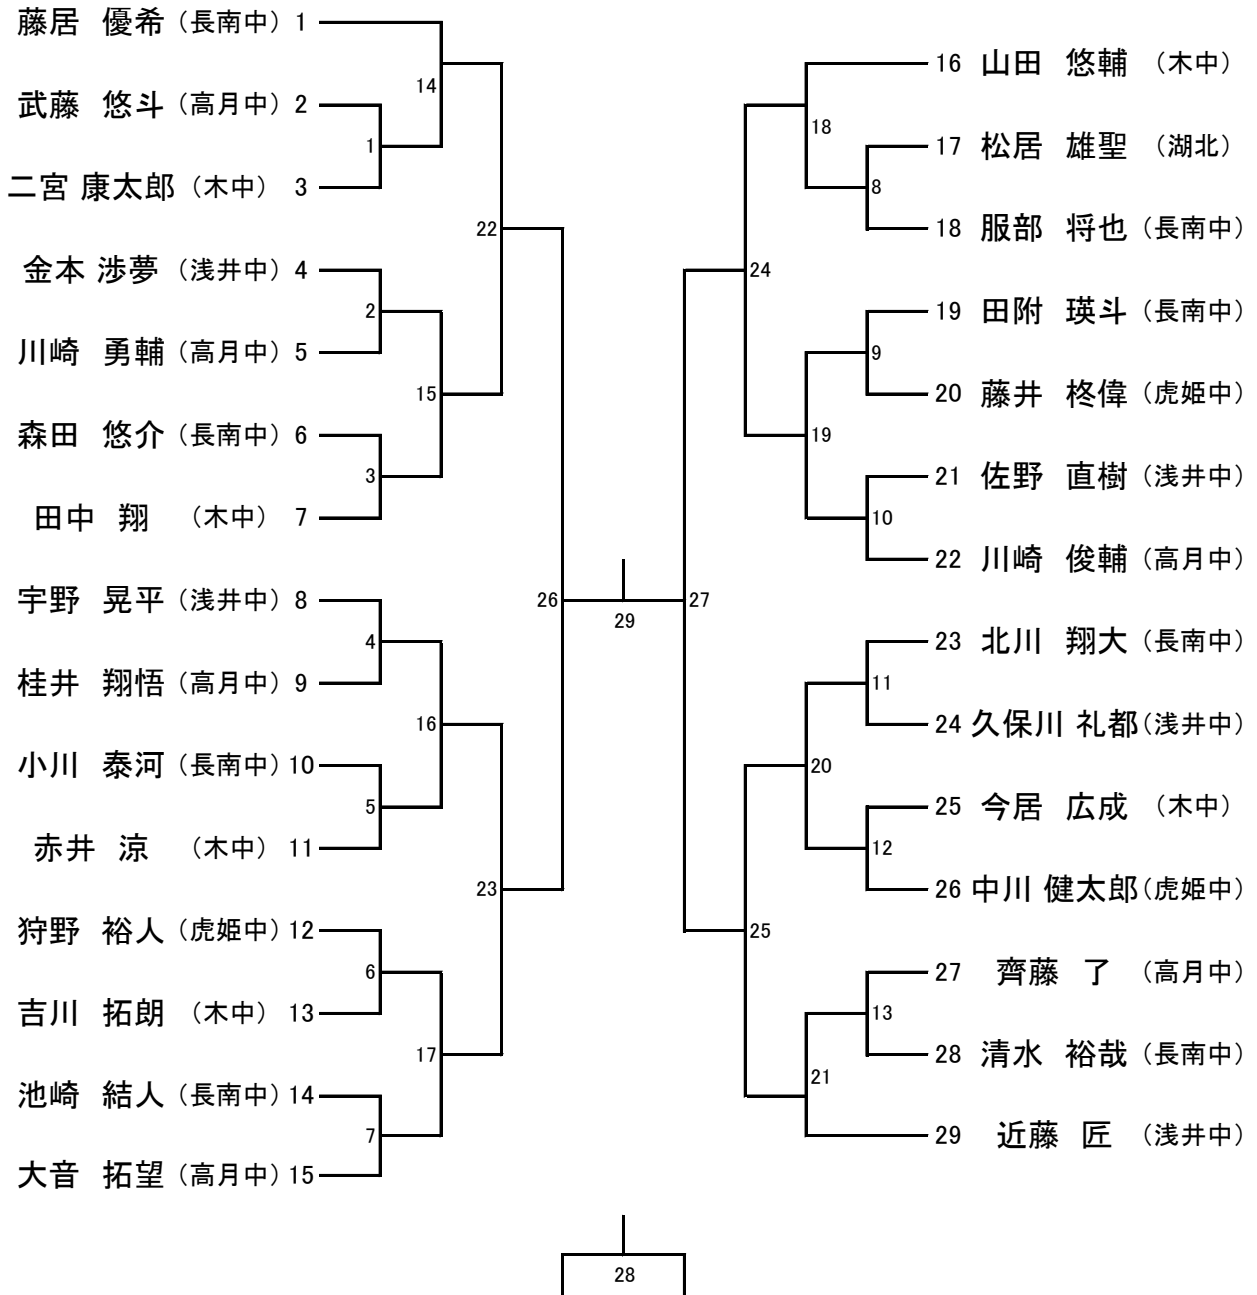 藤居 優希 (長南中) 1
武藤 悠斗 (高月中) 2
二宮 康太郎 (木中) 3
金本 渉夢 (浅井中) 4
川崎 勇輔 (高月中) 5
森田 悠介 (長南中) 6
田中 翔 (木中) 7
宇野 晃平 (浅井中) 8
桂井 翔悟 (高月中) 9
小川 泰河 (長南中) 10
赤井 涼 (木中) 11
狩野 裕人 (虎姫中) 12
吉川 拓朗 (木中) 13
池崎 結人 (長南中) 14
大音 拓望 (高月中) 15
1
2
3
4
5
6
7
14
15
16
17
22
23
26
29
28
27
24
25
18
19
20
21
8
9
10
11
12
13
16 山田 悠輔 (木中)
17 松居 雄聖 (湖北)
18 服部 将也 (長南中)
19 田附 瑛斗 (長南中)
20 藤井 柊偉 (虎姫中)
21 佐野 直樹 (浅井中)
22 川崎 俊輔 (高月中)
23 北川 翔大 (長南中)
24 久保川 礼都 (浅井中)
25 今居 広成 (木中)
26 中川 健太郎 (虎姫中)
27 齊藤 了 (高月中)
28 清水 裕哉 (長南中)
29 近藤 匠 (浅井中)